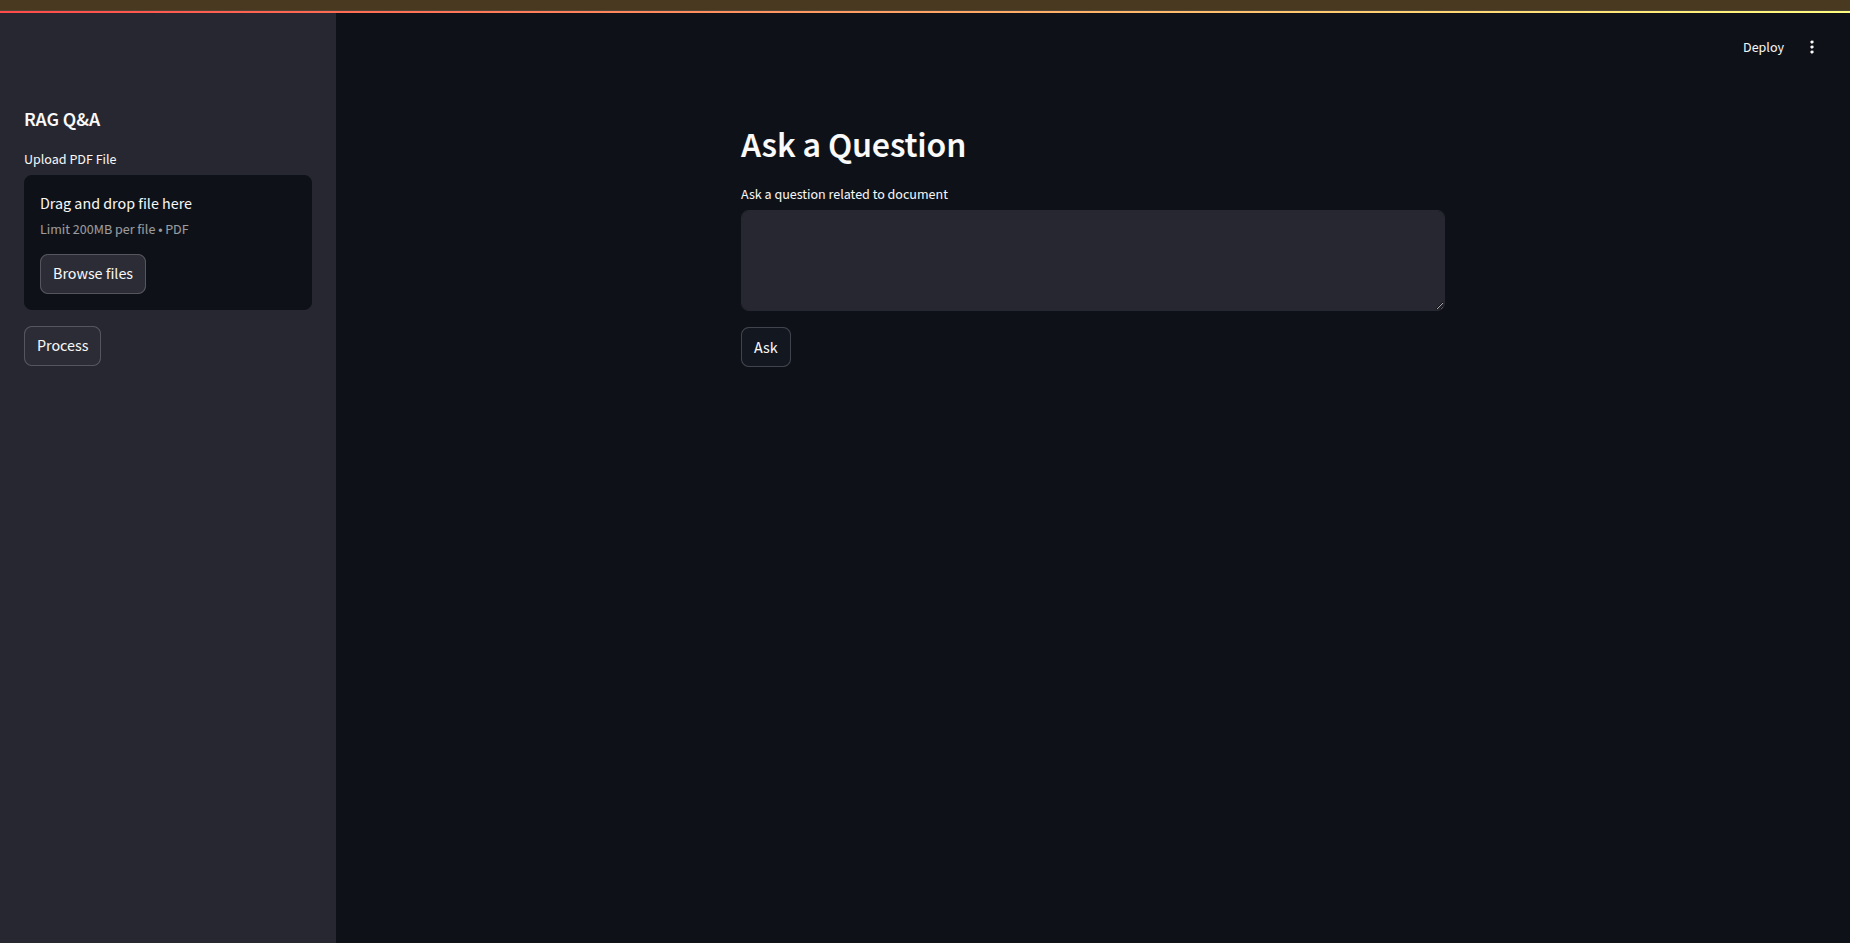 Deploy
RAG Q&A
Upload PDF File
Drag and drop file here
Limit 200MB per file • PDF
Browse files
Process
Ask a Question
Ask a question related to document
Ask